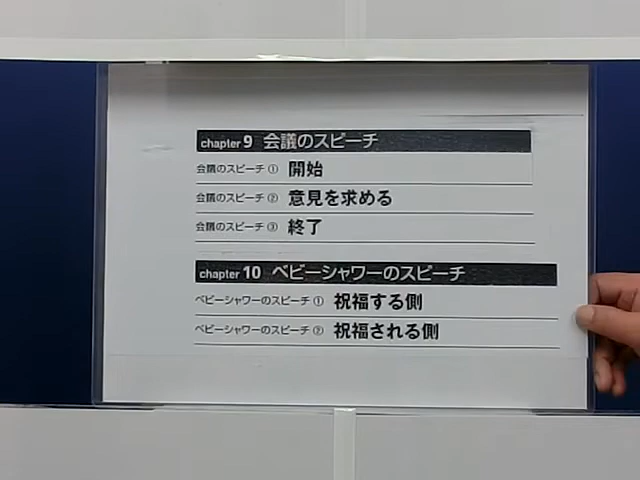 chapter 9 会議のスピーチ
会議のスピーチ ① 開始
会議のスピーチ ② 意見を求める
会議のスピーチ ③ 終了
chapter 10 ベビーシャワーのスピーチ
ベビーシャワーのスピーチ ① 祝福する側
ベビーシャワーのスピーチ ② 祝福される側